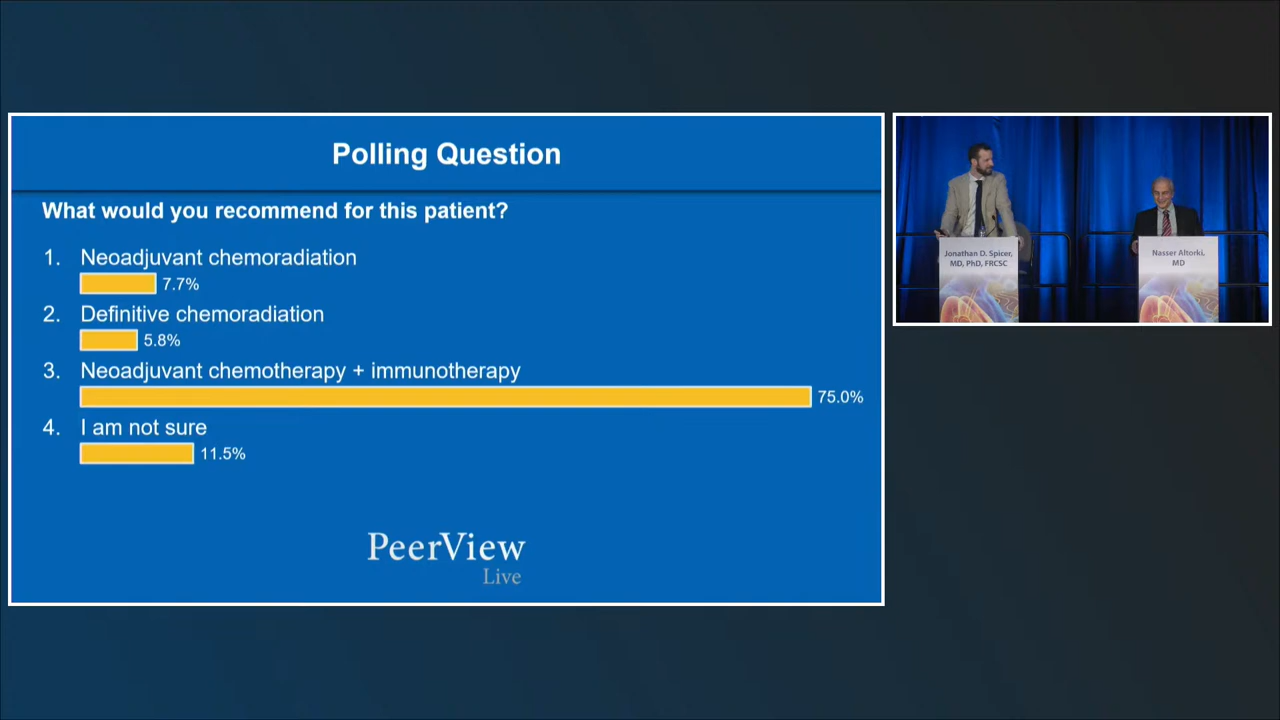 Polling Question
What would you recommend for this patient?
1. Neoadjuvant chemoradiation
7.7%
2. Definitive chemoradiation
5.8%
3. Neoadjuvant chemotherapy + immunotherapy
75.0%
4. I am not sure
11.5%
PeerView
Live
Jonathan D. Spicer,
MD, PhD, FRCSC
Nasser Altorki,
MD